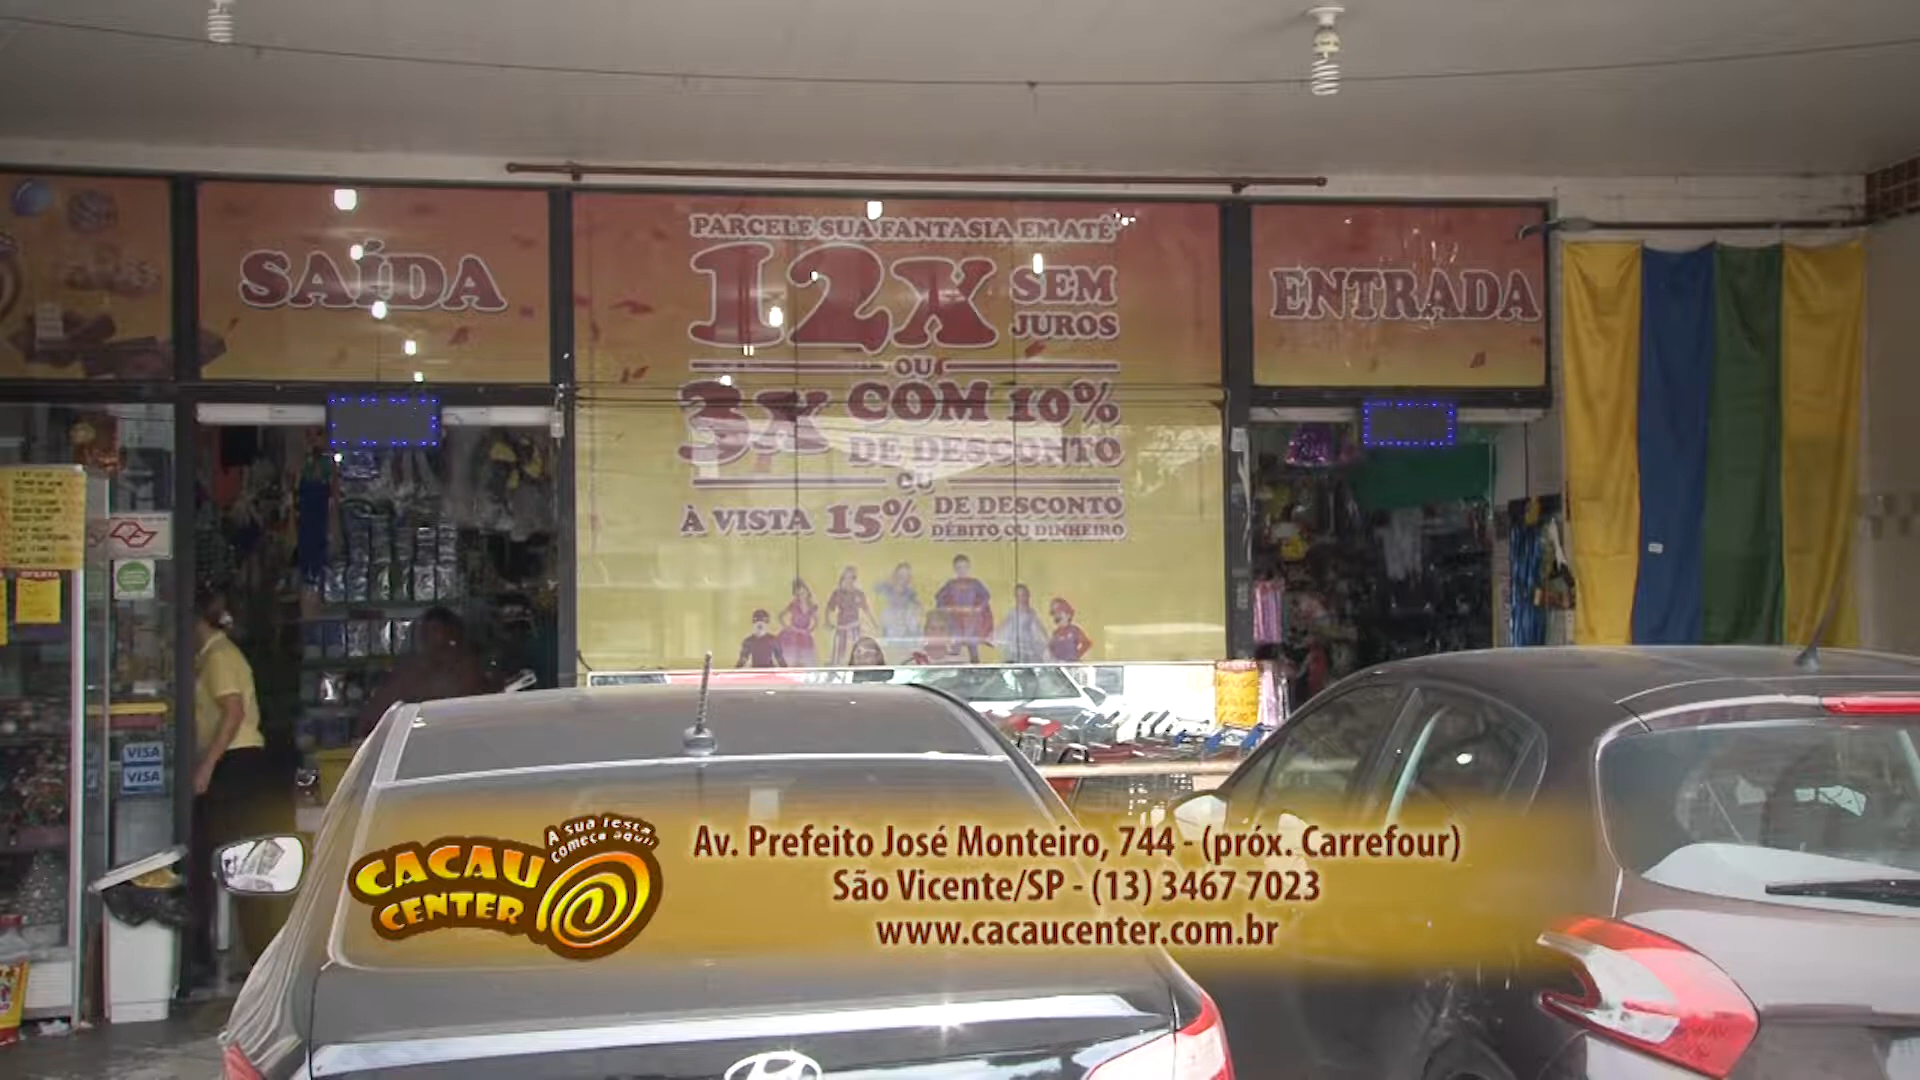 SAÍDA
PARCELE SUA FANTASIA EM ATÉ
12X SEM JUROS
OU
3X COM 10%
DE DESCONTO
OU
À VISTA 15% DE DESCONTO
DÉBITO OU DINHEIRO
ENTRADA
OFERTA
OFERTA
VISA
VISA
A sua festa
começa aqui!
CACAU
CENTER
Av. Prefeito José Monteiro, 744 - (próx. Carrefour)
São Vicente/SP - (13) 3467 7023
www.cacaucenter.com.br